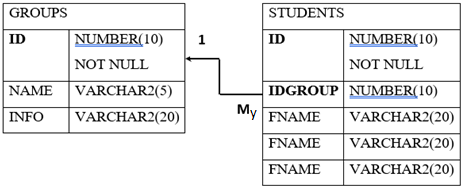 GROUPS
ID NUMBER(10)
NOT NULL
NAME VARCHAR2(5)
INFO VARCHAR2(20)
1
My
STUDENTS
ID NUMBER(10)
NOT NULL
IDGROUP NUMBER(10)
FNAME VARCHAR2(20)
FNAME VARCHAR2(20)
FNAME VARCHAR2(20)